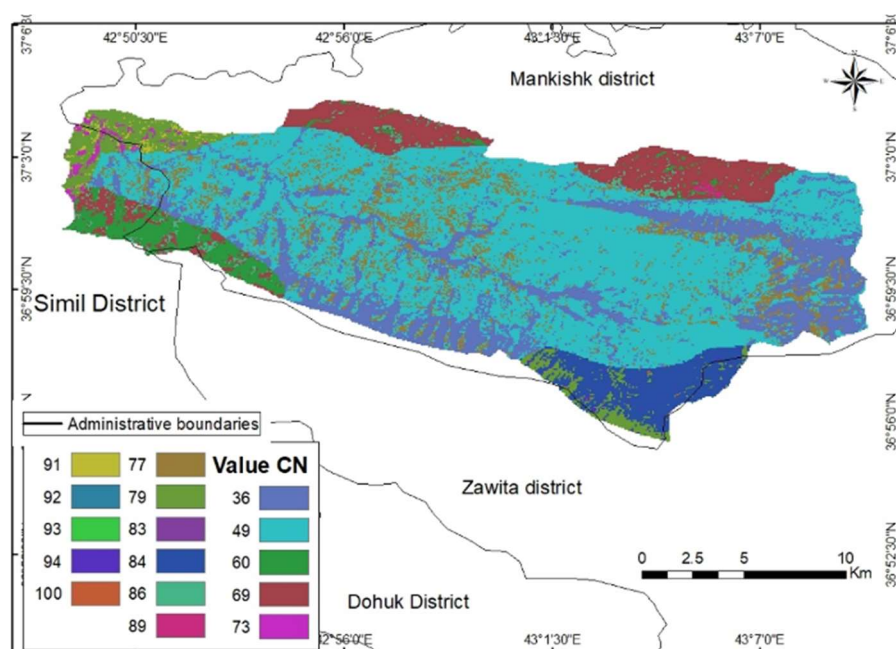 42°50'30"E 42°56'0"E 43°1'30"E 43°7'0"E
Mankishk district
37°3'0"N 37°3'0"N
36°59'30"N 36°59'30"N
Simil District
Administrative boundaries
36°56'0"N
Zawita district
Value CN
91 77
92 79 36
93 83 49
94 84 60
100 86 69
89 73
0 2.5 5 10
Km
36°52'30"N
Dohuk District
42°56'0"E 43°1'30"E 43°7'0"E